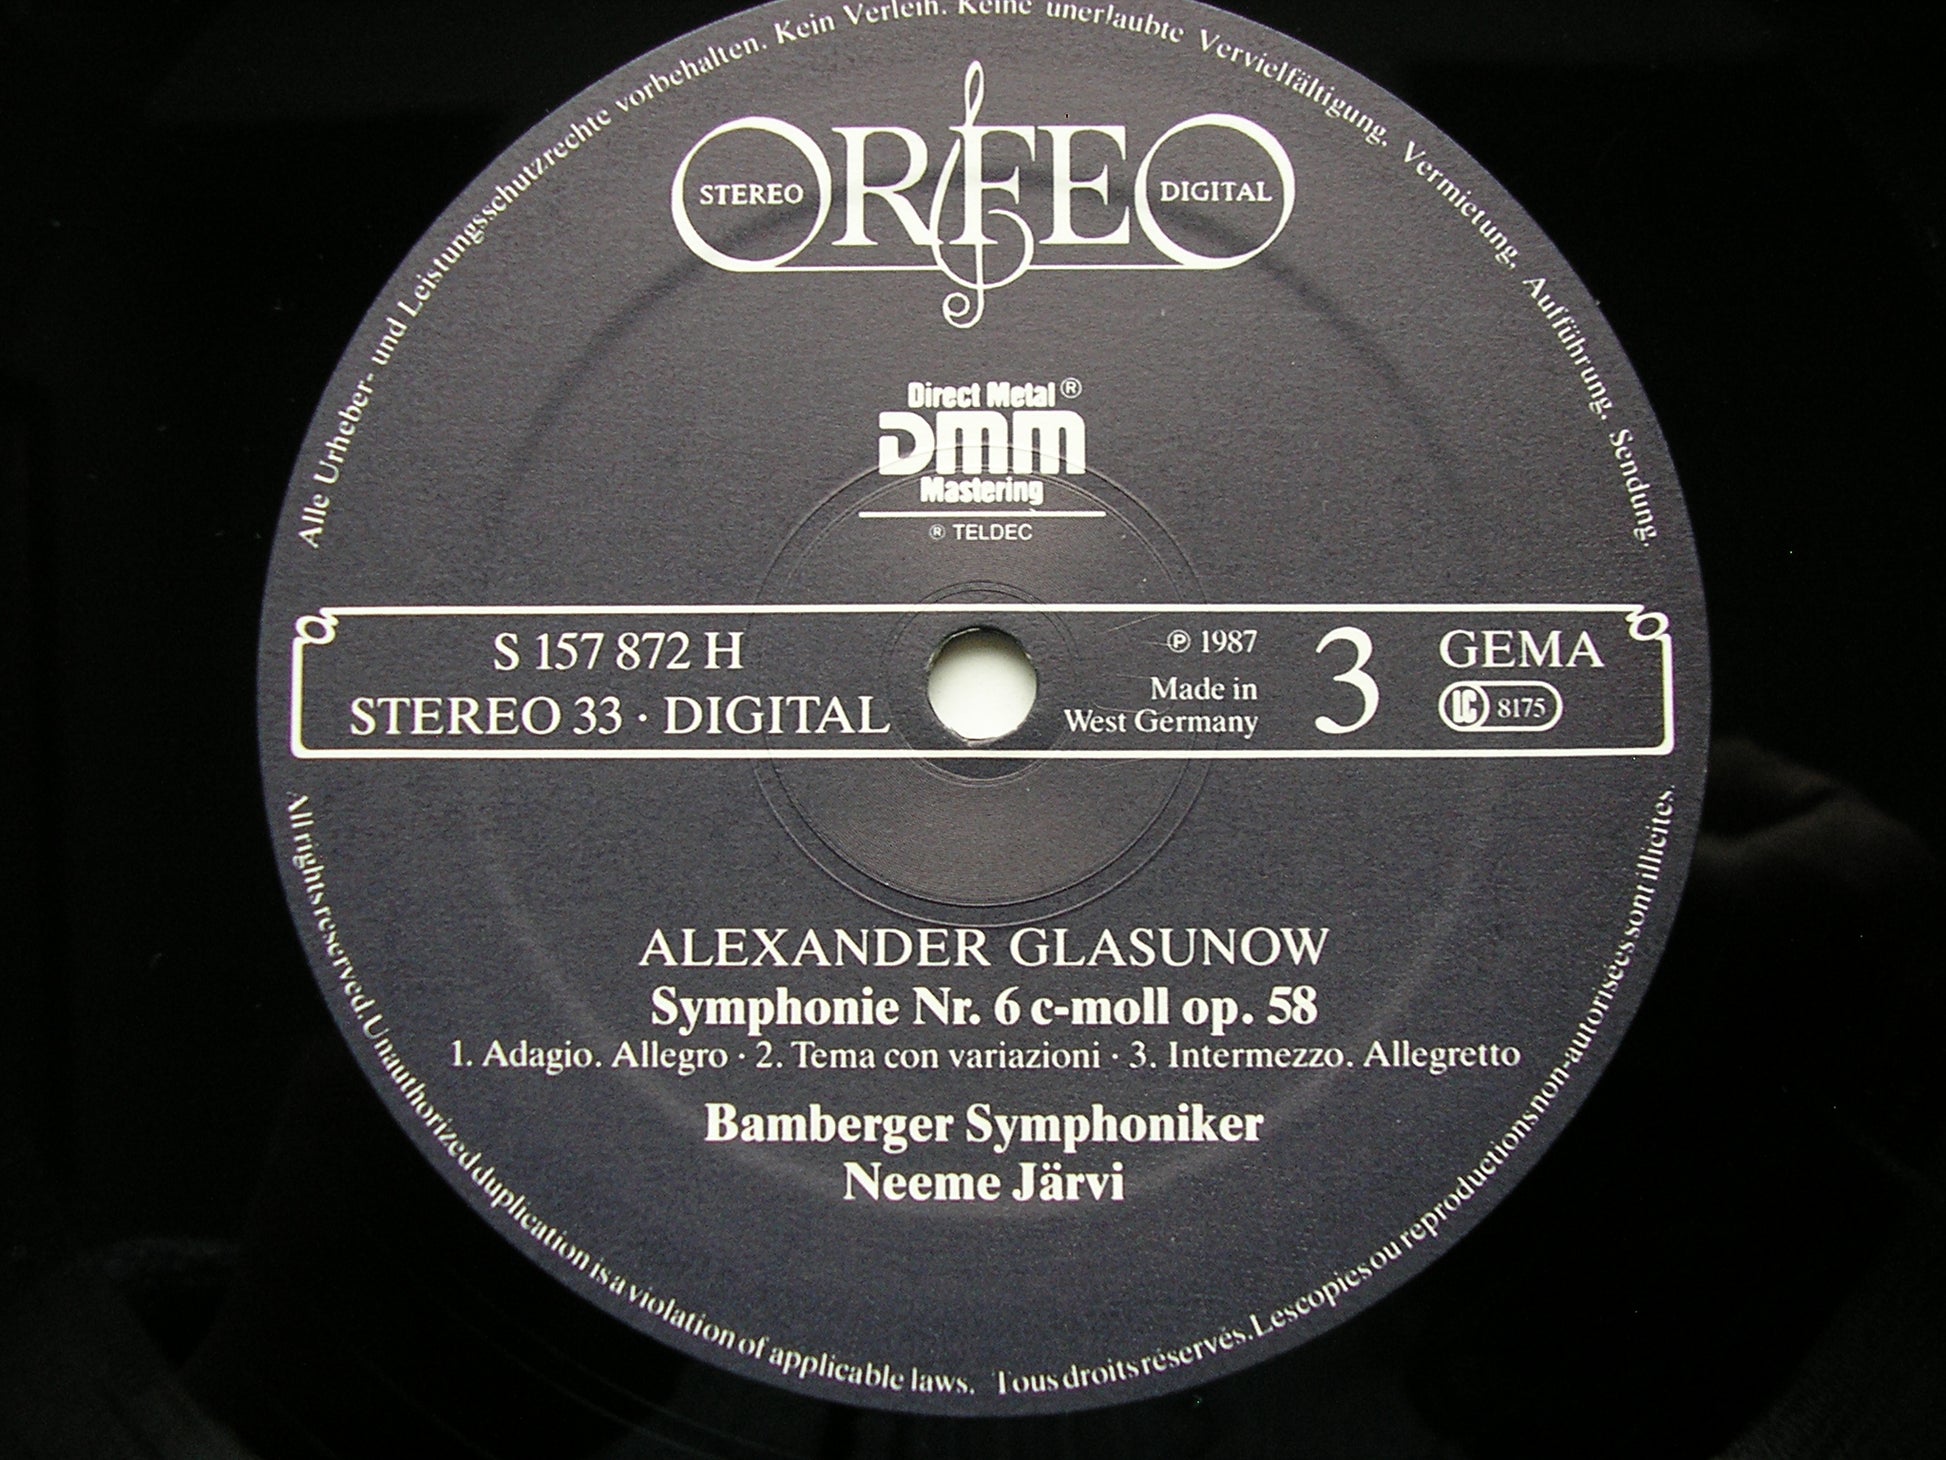 Alle Urheber- und Leistungsschutzrechte vorbehalten. Kein Verleih. Keine unerlaubte Vervielfältigung, Vermietung, Aufführung, Sendung.
ORFEO
STEREO
DIGITAL
Direct Metal ®
DMM
Mastering
® TELDEC
S 157 872 H
STEREO 33 · DIGITAL
℗ 1987
Made in
West Germany
3
GEMA
LC 8175
ALEXANDER GLASUNOW
Symphonie Nr. 6 c-moll op. 58
1. Adagio. Allegro · 2. Tema con variazioni · 3. Intermezzo. Allegretto
Bamberger Symphoniker
Neeme Järvi
All rights reserved. Unauthorized duplication is a violation of applicable laws. Tous droits réservés. Les copies ou reproductions non-autorisées sont illicites.